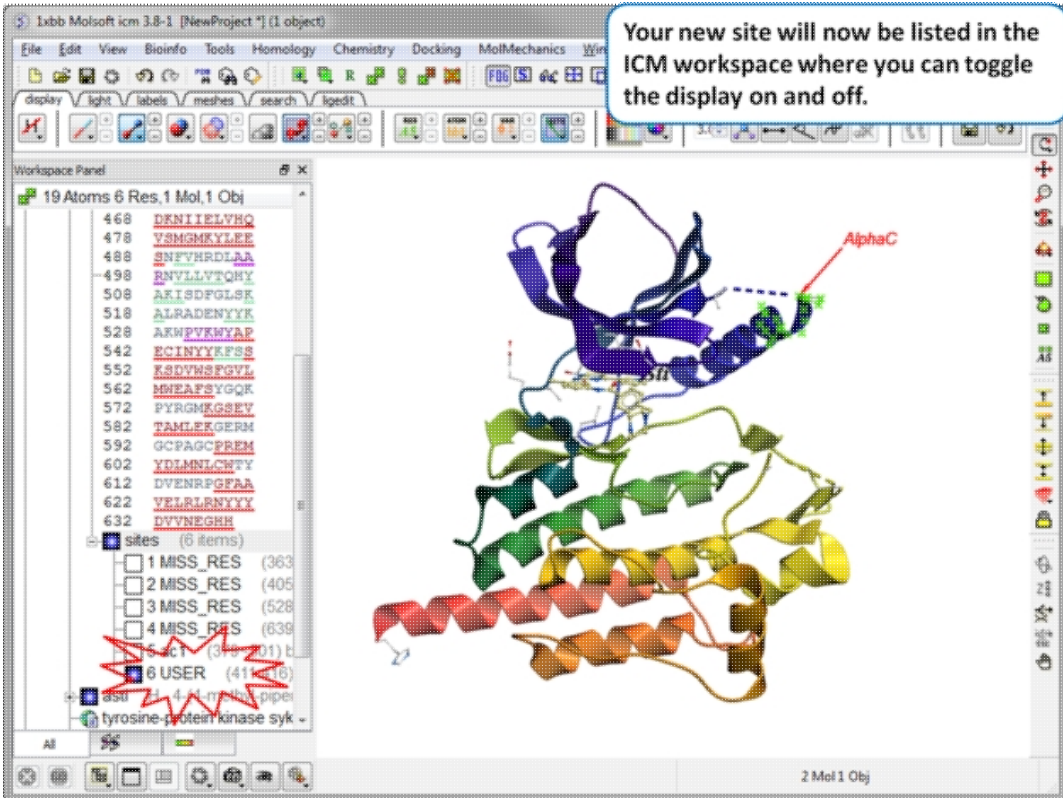 1xbb Molsoft icm 3.8-1 [NewProject *] (1 object)
Your new site will now be listed in the
ICM workspace where you can toggle
the display on and off.
File Edit View Bioinfo Tools Homology Chemistry Docking MolMechanics
display light labels meshes search ligedit
Workspace Panel
19 Atoms 6 Res,1 Mol,1 Obj
468 DKNIIELVHQ
478 VSMGMKYLEE
488 SNFVHRDLAA
498 RNVLLVTQHY
508 AKISDFGLSK
518 ALRADENYYK
528 AKWPVKWYAP
542 ECINYYKFSS
552 KSDVWSFGVL
562 MWEAFSYGQK
572 PYRGMKGSEV
582 TAMLEKGERM
592 GCPAGCPREM
602 YDLMNLCWTY
612 DVENRPGFAA
622 VELRLRNYYY
632 DVVNEGHH
sites (6 items)
1 MISS_RES (363
2 MISS_RES (405
3 MISS_RES (528
4 MISS_RES (639
6 USER (411
tyrosine-protein kinase syk
AlphaC
All
2 Mol 1 Obj